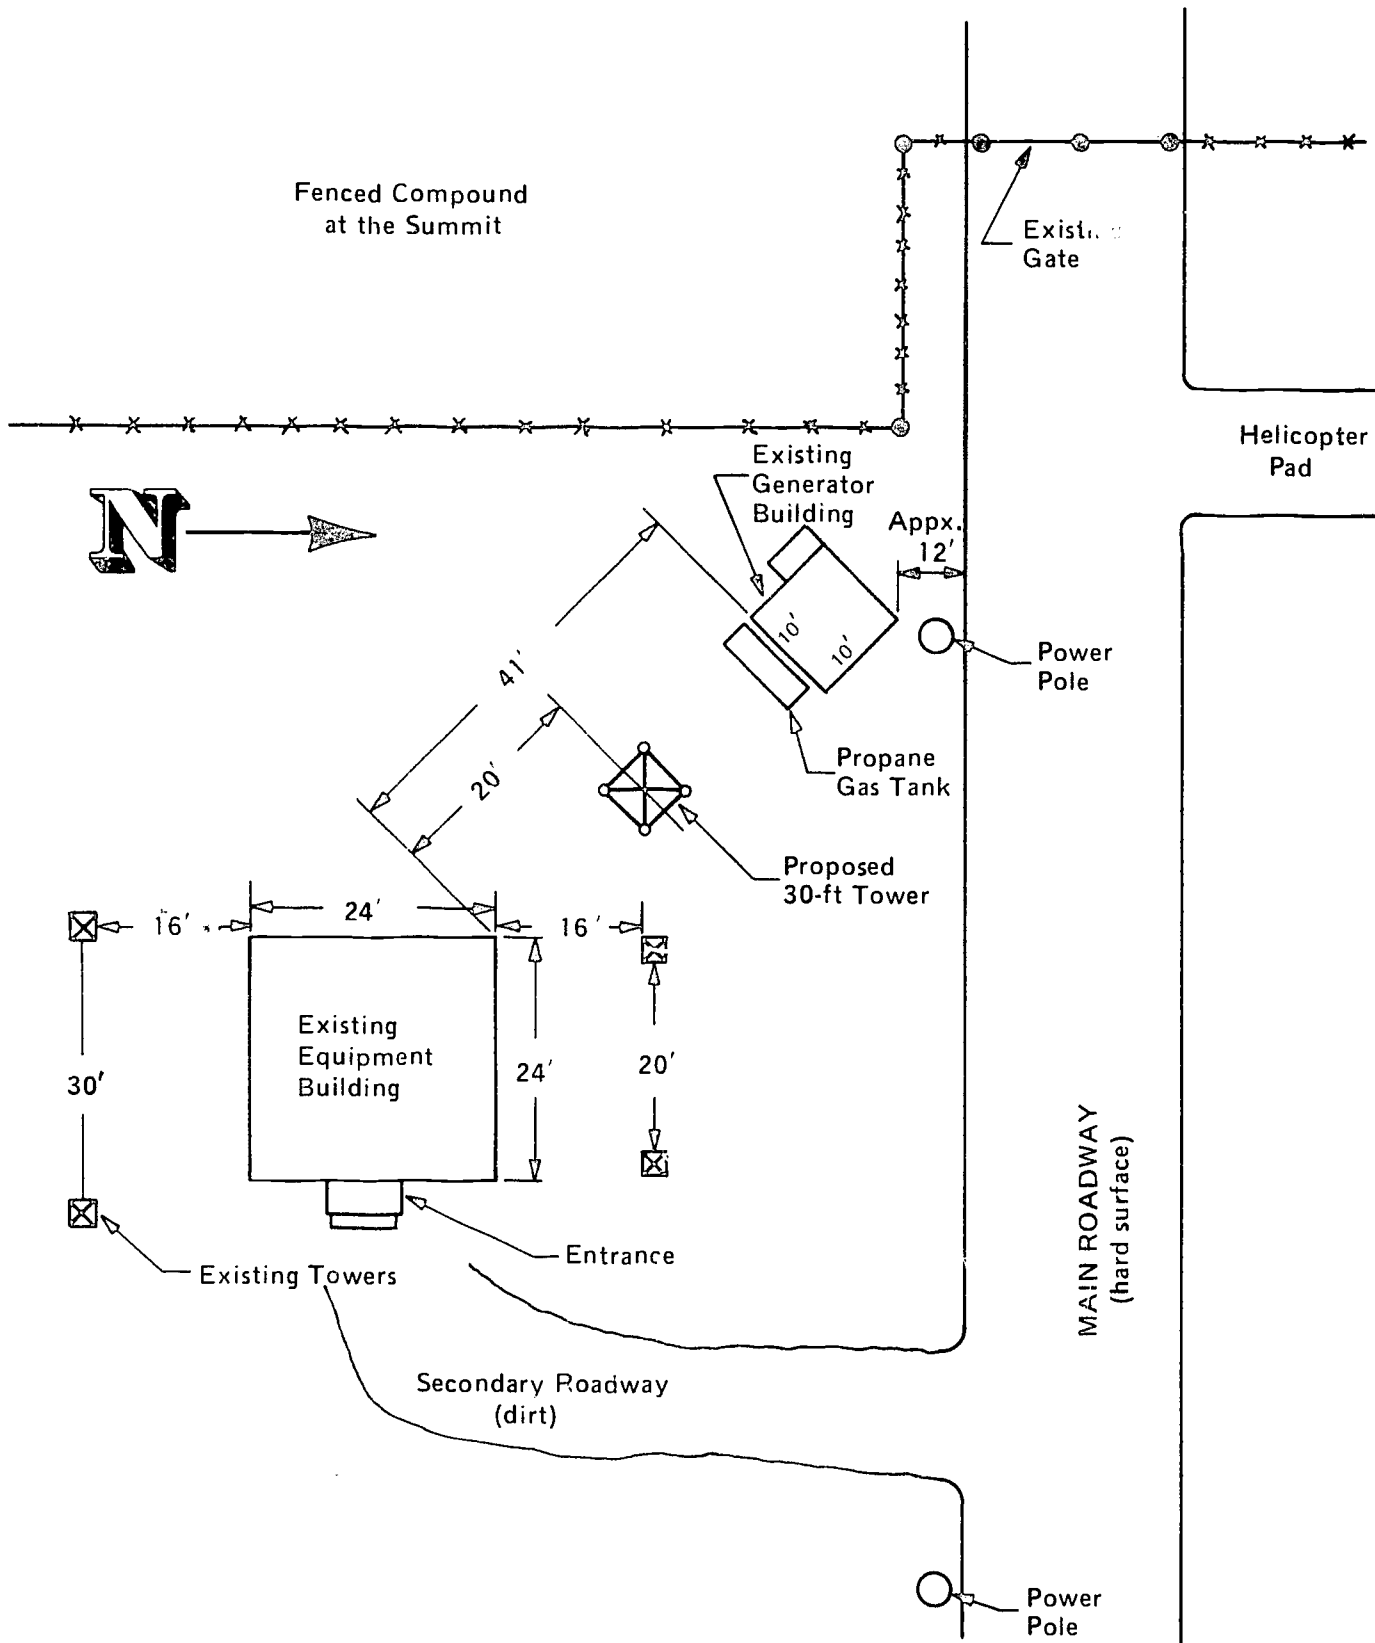 Fenced Compound
at the Summit
Gate
Helicopter
Pad
Existing
Generator
Building
Appx.
12'
N
10'
10'
Power
Pole
41'
20'
Propane
Gas Tank
Proposed
30-ft Tower
16'
24'
16'
Existing
Equipment
Building
30'
24'
20'
MAIN ROADWAY
(hard surface)
Entrance
Existing Towers
Secondary Roadway
(dirt)
Power
Pole